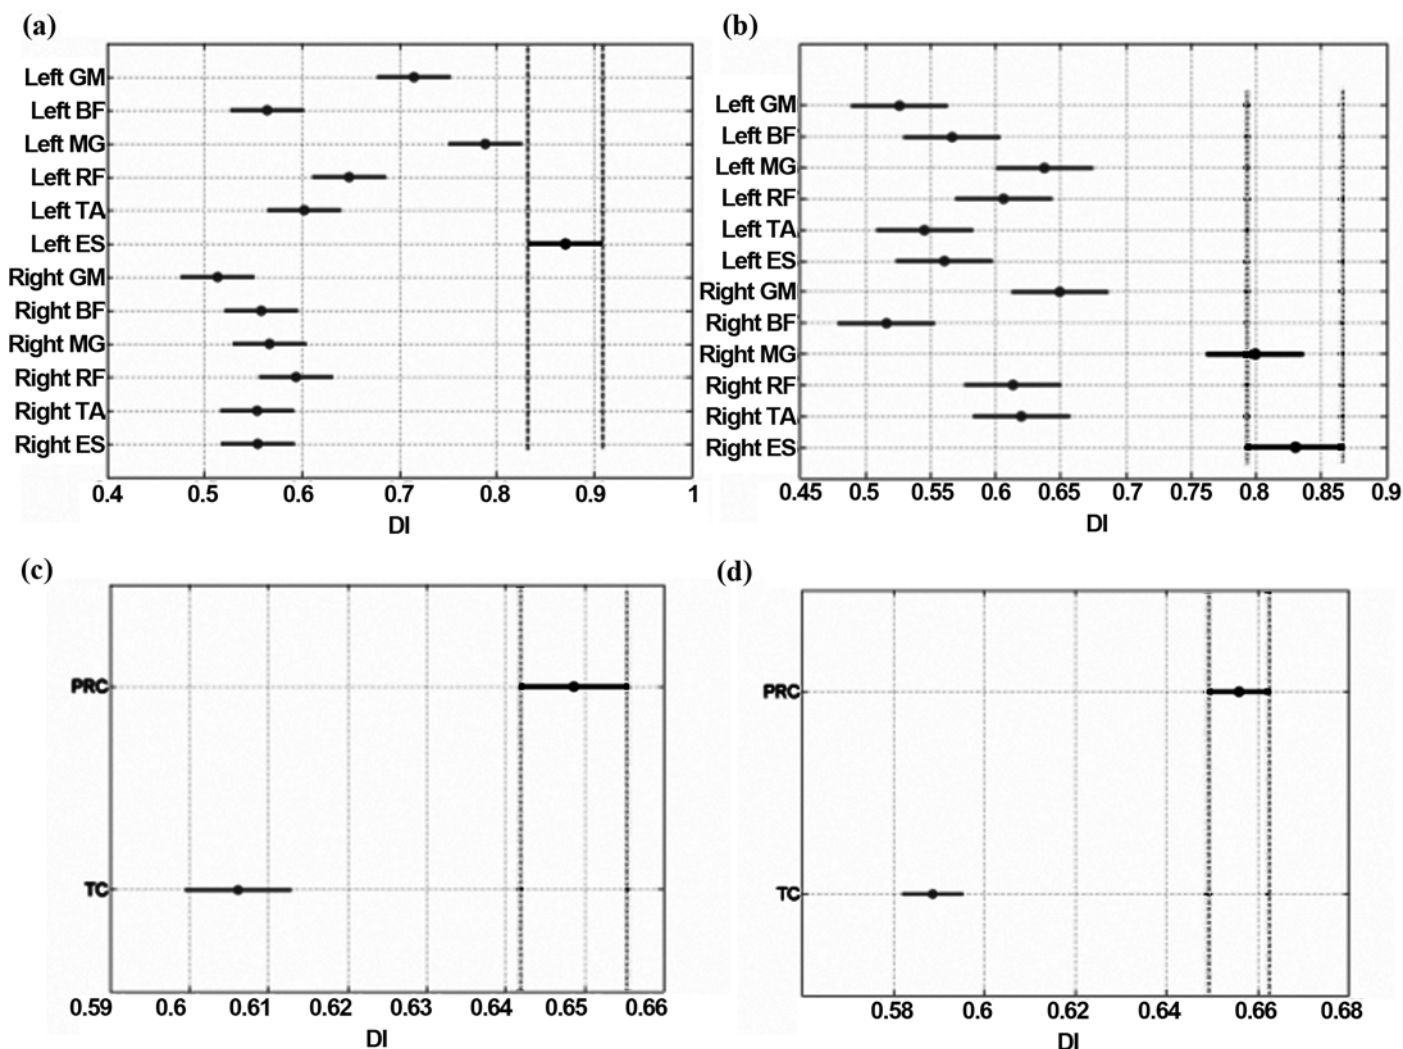 (a)
Left GM
Left BF
Left MG
Left RF
Left TA
Left ES
Right GM
Right BF
Right MG
Right RF
Right TA
Right ES
0.4 0.5 0.6 0.7 0.8 0.9 1
DI
(b)
Left GM
Left BF
Left MG
Left RF
Left TA
Left ES
Right GM
Right BF
Right MG
Right RF
Right TA
Right ES
0.45 0.5 0.55 0.6 0.65 0.7 0.75 0.8 0.85 0.9
DI
(c)
PRC
TC
0.59 0.6 0.61 0.62 0.63 0.64 0.65 0.66
DI
(d)
PRC
TC
0.58 0.6 0.62 0.64 0.66 0.68
DI